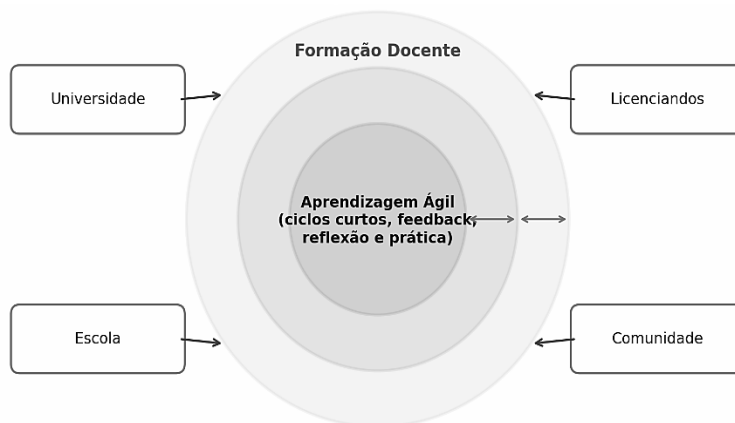 Formação Docente
Universidade
Licenciandos
Aprendizagem Ágil
(ciclos curtos, feedback,
reflexão e prática)
Escola
Comunidade